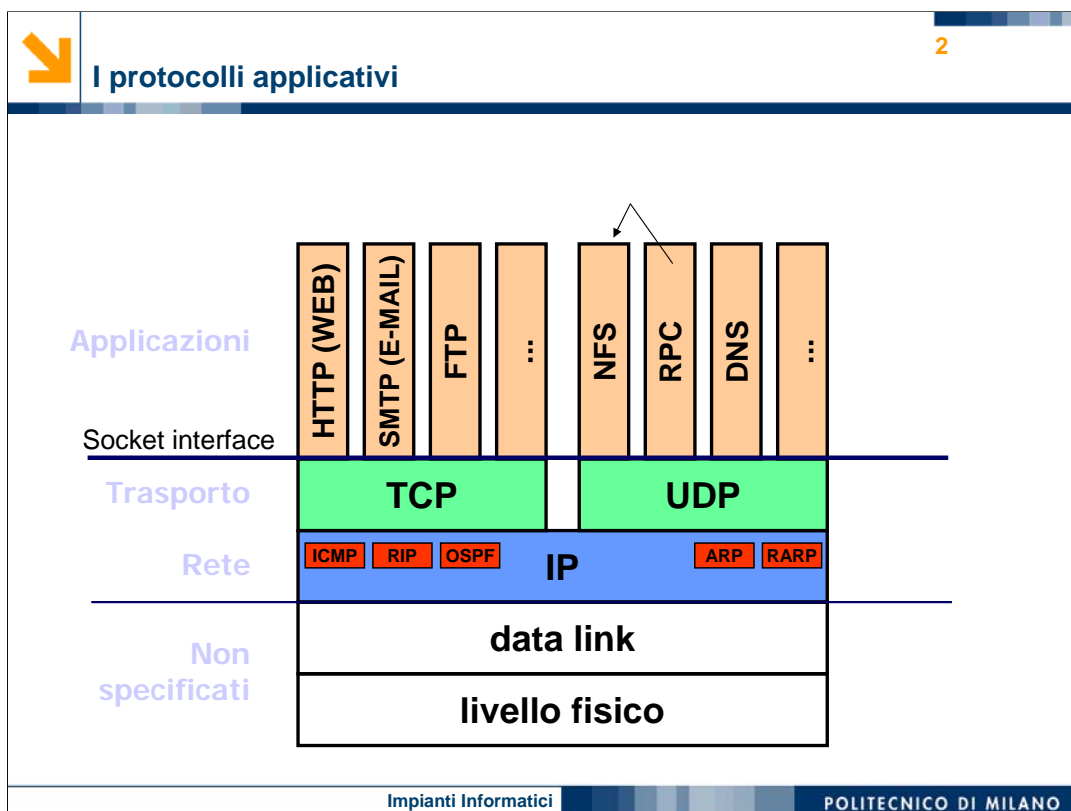 2
I protocolli applicativi
Applicazioni
HTTP (WEB)
SMTP (E-MAIL)
FTP
...
NFS
RPC
DNS
...
Socket interface
Trasporto
TCP
UDP
Rete
ICMP
RIP
OSPF
IP
ARP
RARP
Non
specificati
data link
livello fisico
Impianti Informatici
POLITECNICO DI MILANO